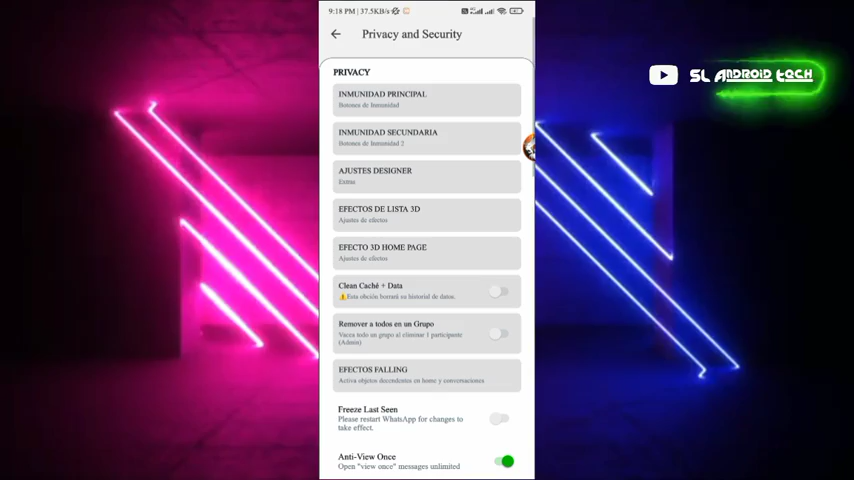 9:18 PM | 37.5KB/s
Privacy and Security
SL ANDROID TECH
PRIVACY
INMUNIDAD PRINCIPAL
Botones de Inmunidad
INMUNIDAD SECUNDARIA
Botones de Inmunidad 2
AJUSTES DESIGNER
Extras
EFECTOS DE LISTA 3D
Ajustes de efectos
EFECTO 3D HOME PAGE
Ajustes de efectos
Clean Caché + Data
⚠Esta obción borrará su historial de datos.
Remover a todos en un Grupo
Vacea todo un grupo al eliminar 1 participante
(Admin)
EFECTOS FALLING
Activa objetos decendentes en home y conversaciones
Freeze Last Seen
Please restart WhatsApp for changes to
take effect.
Anti-View Once
Open "view once" messages unlimited